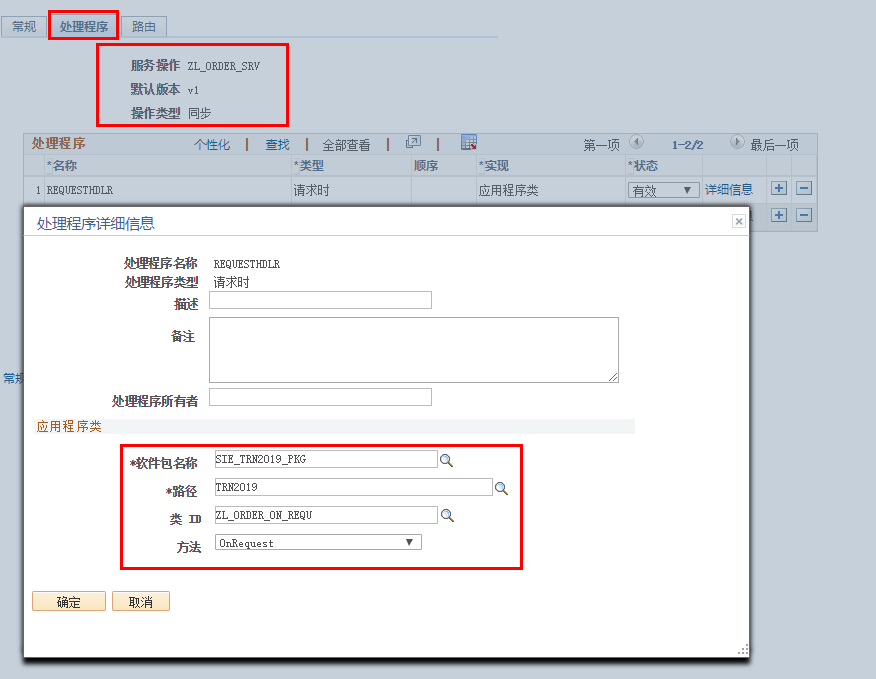 常规 处理程序 路由
服务操作 ZL_ORDER_SRV
默认版本 v1
操作类型 同步
处理程序 个性化 | 查找 | 全部查看 | | 第一项 1-2/2 最后一项
*名称 *类型 顺序 *实现 *状态
1 REQUESTHDLR 请求时 应用程序类 有效 详细信息
处理程序详细信息
处理程序名称 REQUESTHDLR
处理程序类型 请求时
描述
备注
常规
处理程序所有者
应用程序类
*软件包名称 SIE_TRN2019_PKG
*路径 TRN2019
类 ID ZL_ORDER_ON_REQU
方法 OnRequest
确定 取消